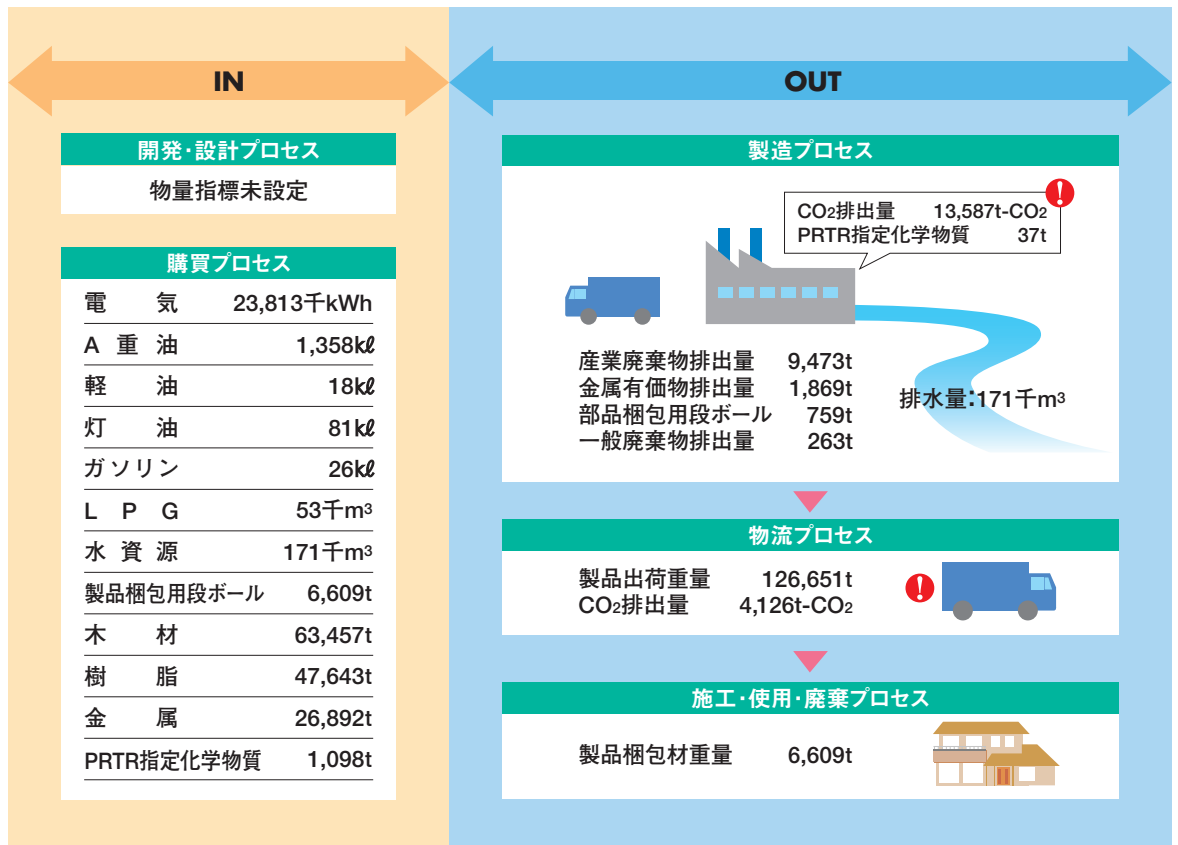 IN
開発・設計プロセス
物量指標未設定
購買プロセス
電気 23,813千kWh
A重油 1,358kℓ
軽油 18kℓ
灯油 81kℓ
ガソリン 26kℓ
LPG 53千m³
水資源 171千m³
製品梱包用段ボール 6,609t
木材 63,457t
樹脂 47,643t
金属 26,892t
PRTR指定化学物質 1,098t
OUT
製造プロセス
CO₂排出量 13,587t-CO₂
PRTR指定化学物質 37t
産業廃棄物排出量 9,473t
金属有価物排出量 1,869t
部品梱包用段ボール 759t
一般廃棄物排出量 263t
排水量:171千m³
物流プロセス
製品出荷重量 126,651t
CO₂排出量 4,126t-CO₂
施工・使用・廃棄プロセス
製品梱包材重量 6,609t